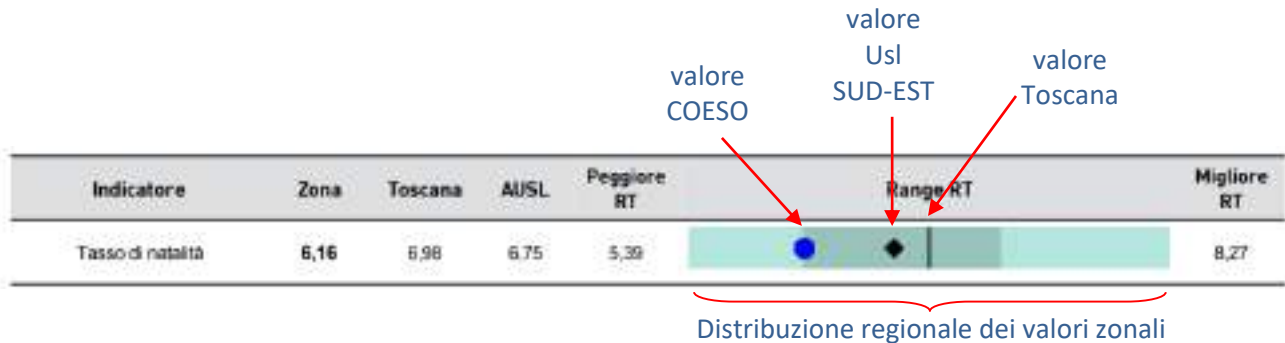 valore
Usl
SUD-EST
valore
COESO
valore
Toscana
Indicatore Zona Toscana AUSL Peggiore RT Range RT Migliore RT
Tasso di natalità 6,16 6,98 6.75 5,39 8,27
Distribuzione regionale dei valori zonali